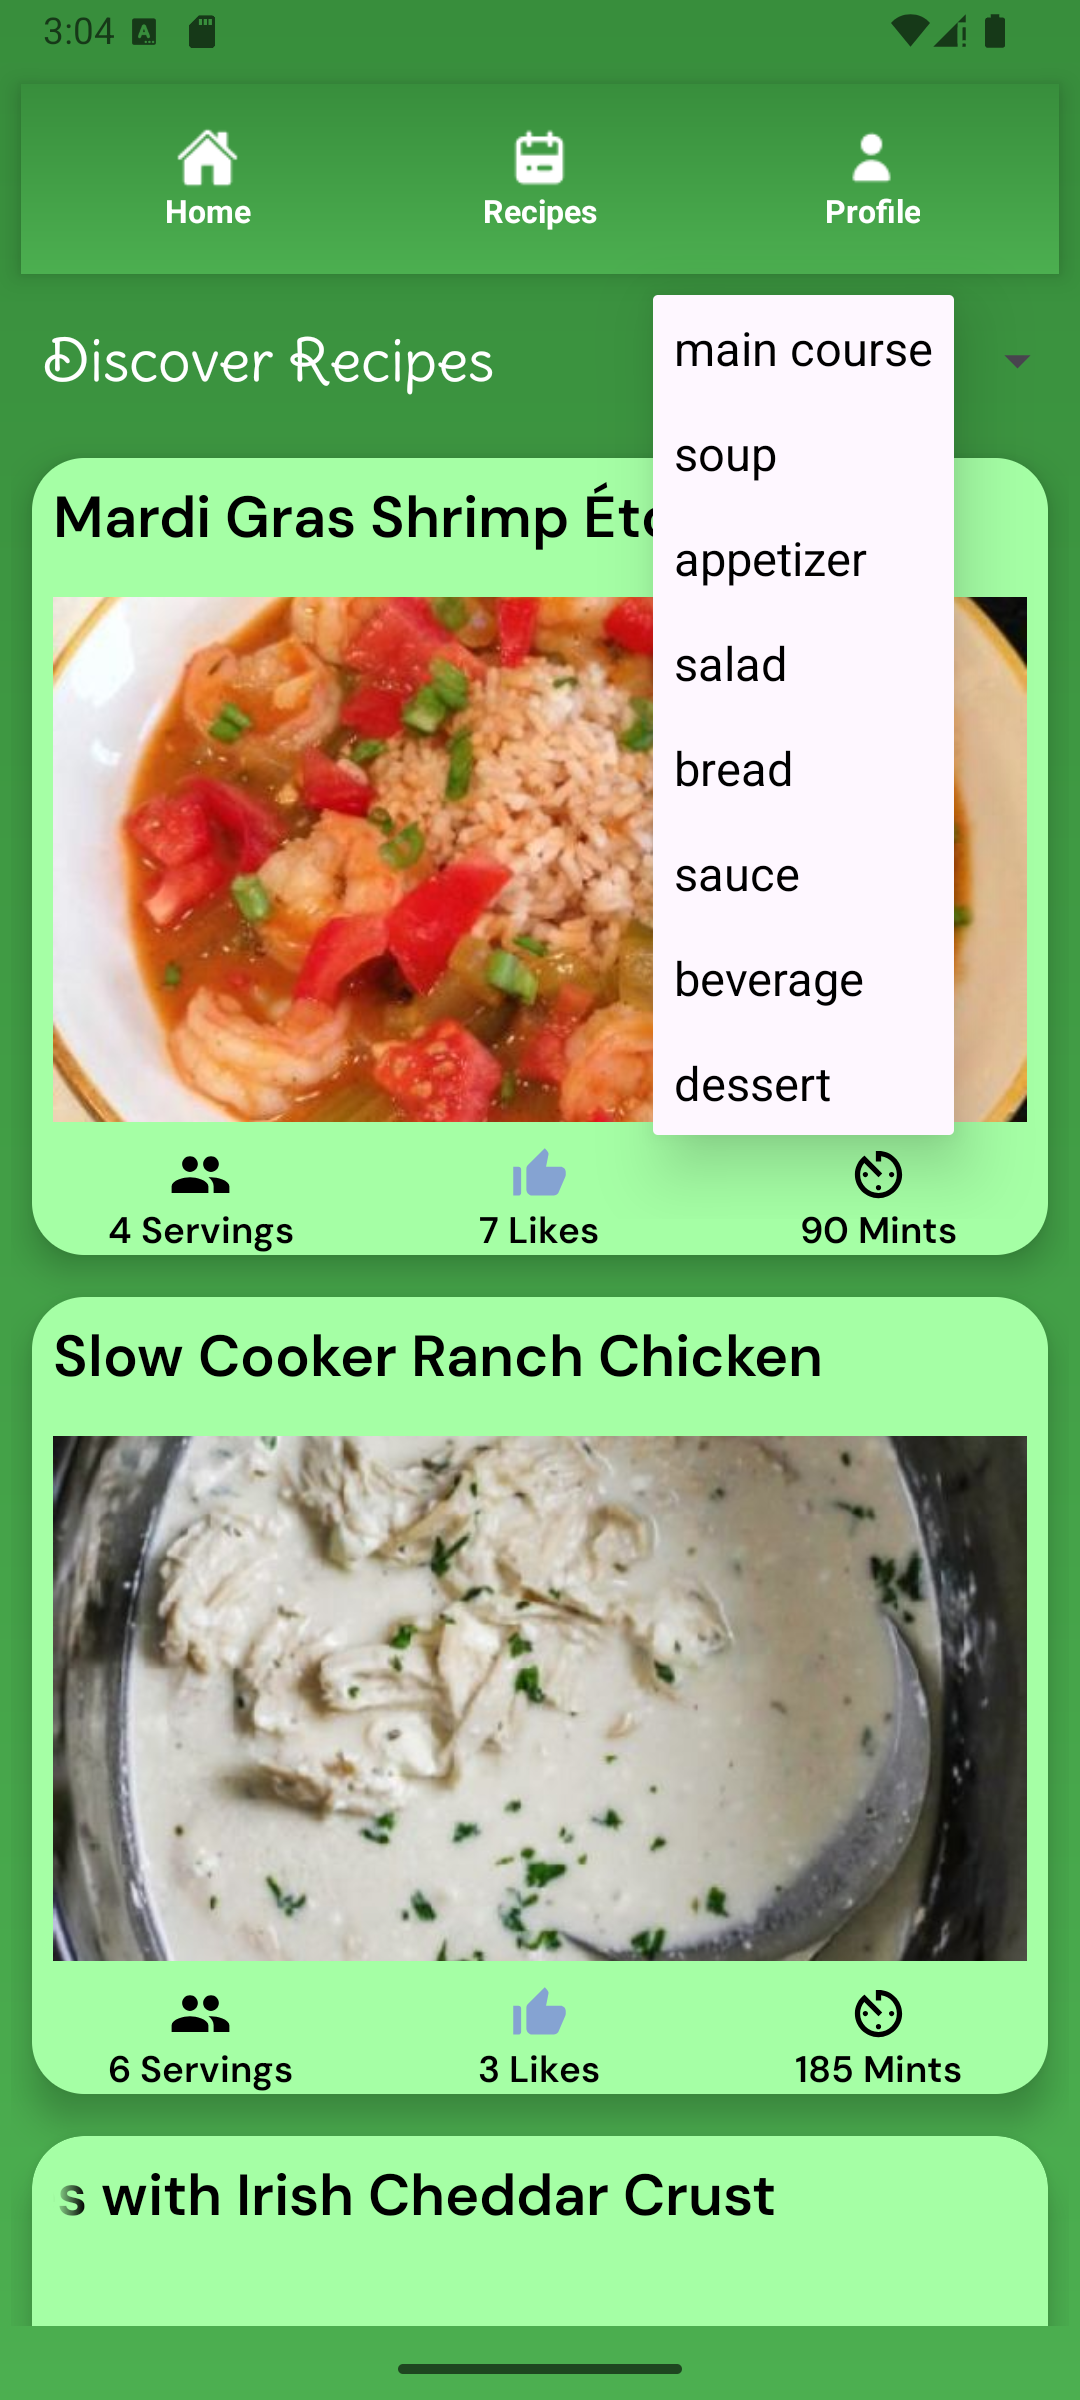 3:04
Home
Recipes
Profile
Discover Recipes
main course
soup
appetizer
salad
bread
sauce
beverage
dessert
Mardi Gras Shrimp
4 Servings
7 Likes
90 Mints
Slow Cooker Ranch Chicken
6 Servings
3 Likes
185 Mints
with Irish Cheddar Crust